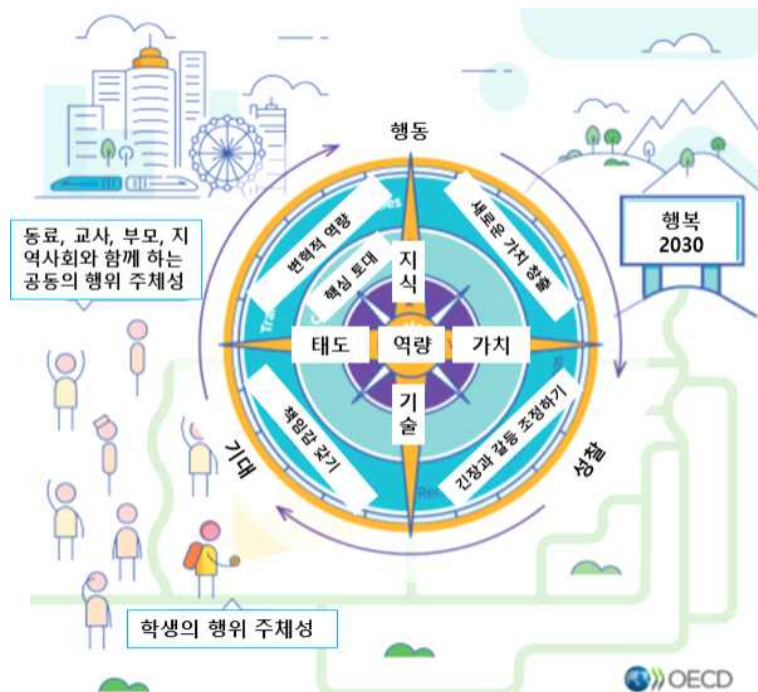 행동
행복
2030
동료, 교사, 부모, 지
역사회와 함께 하는
공동의 행위 주체성
변혁적 역량
새로운 가치 창출
핵심 토대
지
식
태도
역량
가치
기
술
책임감 갖기
긴장과 갈등 조정하기
기대
성찰
학생의 행위 주체성
OECD